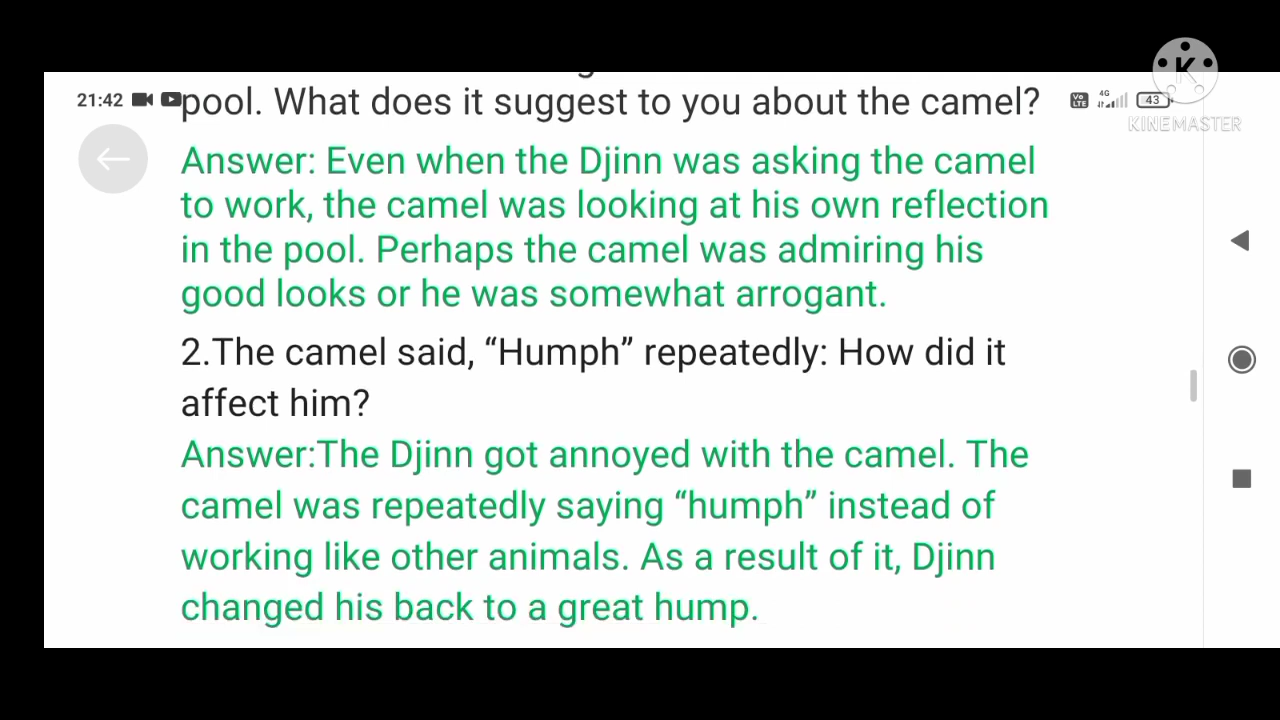 21:42
pool. What does it suggest to you about the camel?
Vo LTE 4G 43
K
KINEMASTER
Answer: Even when the Djinn was asking the camel
to work, the camel was looking at his own reflection
in the pool. Perhaps the camel was admiring his
good looks or he was somewhat arrogant.
2.The camel said, “Humph” repeatedly: How did it
affect him?
Answer:The Djinn got annoyed with the camel. The
camel was repeatedly saying “humph” instead of
working like other animals. As a result of it, Djinn
changed his back to a great hump.